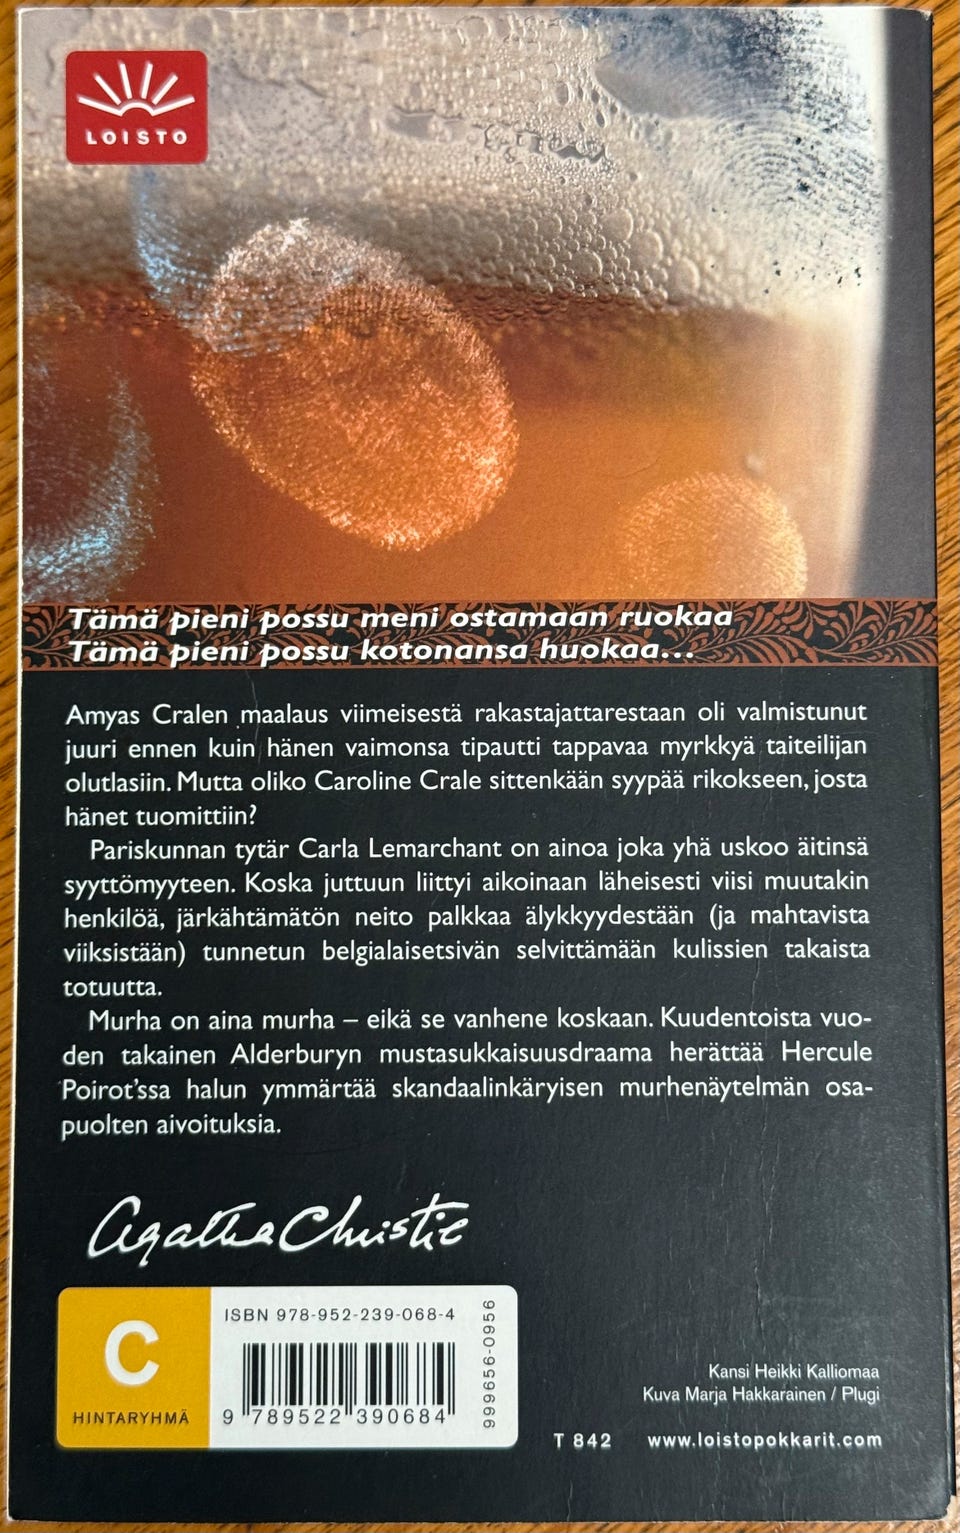 LOISTO
Tämä pieni possu meni ostamaan ruokaa
Tämä pieni possu kotonansa huokaa...
Amyas Cralen maalaus viimeisestä rakastajattarestaan oli valmistunut
juuri ennen kuin hänen vaimonsa tipautti tappavaa myrkkyä taiteilijan
olutlasiin. Mutta oliko Caroline Crale sittenkään syypää rikokseen, josta
hänet tuomittiin?
Pariskunnan tytär Carla Lemarchant on ainoa joka yhä uskoo äitinsä
syyttömyyteen. Koska juttuun liittyi aikoinaan läheisesti viisi muutakin
henkilöä, järkähtämätön neito palkkaa älykkyydestään (ja mahtavista
viiksistään) tunnetun belgialaisetsivän selvittämään kulissien takaista
totuutta.
Murha on aina murha – eikä se vanhene koskaan. Kuudentoista vuo-
den takainen Alderburyn mustasukkaisuusdraama herättää Hercule
Poirot'ssa halun ymmärtää skandaalinkäryisen murhenäytelmän osa-
puolten aivoituksia.
Agatha Christie
C
HINTARYHMÄ
ISBN 978-952-239-068-4
9 789522 390684
999656-0956
Kansi Heikki Kalliomaa
Kuva Marja Hakkarainen / Plugi
T 842 www.loistopokkarit.com